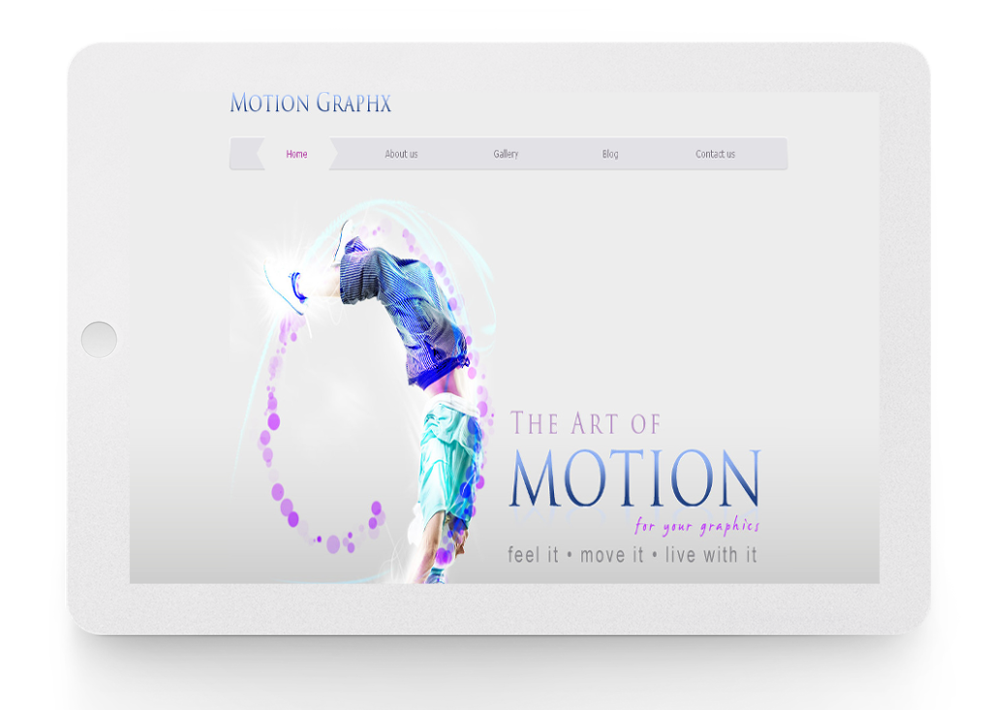 Motion Graphx
Home About us Gallery Blog Contact us
The Art of
MOTION
for your graphics
feel it • move it • live with it